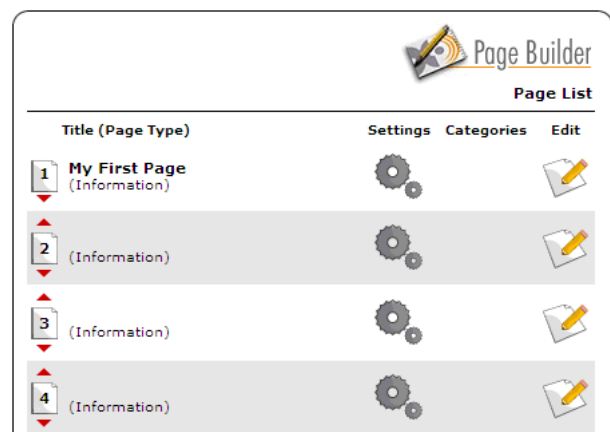 Page Builder
Page List
Title (Page Type) Settings Categories Edit
1 My First Page
(Information)
2 (Information)
3 (Information)
4 (Information)